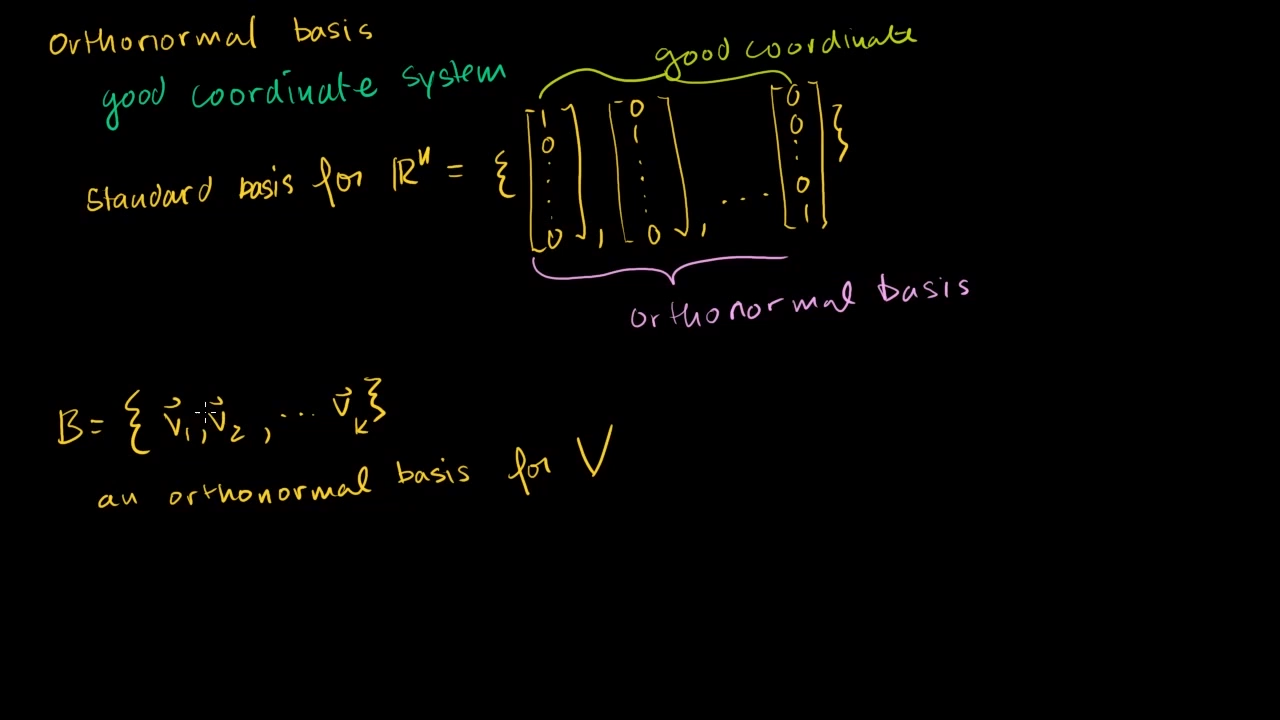 Orthonormal basis
good coordinate system
good coordinate
Standard basis for ℝⁿ = { [1 0 ⋮ 0], [0 1 ⋮ 0], ... [0 0 ⋮ 0 1] }
orthonormal basis
B = { v⃗₁, v⃗₂, ... v⃗ₖ }
an orthonormal basis for V